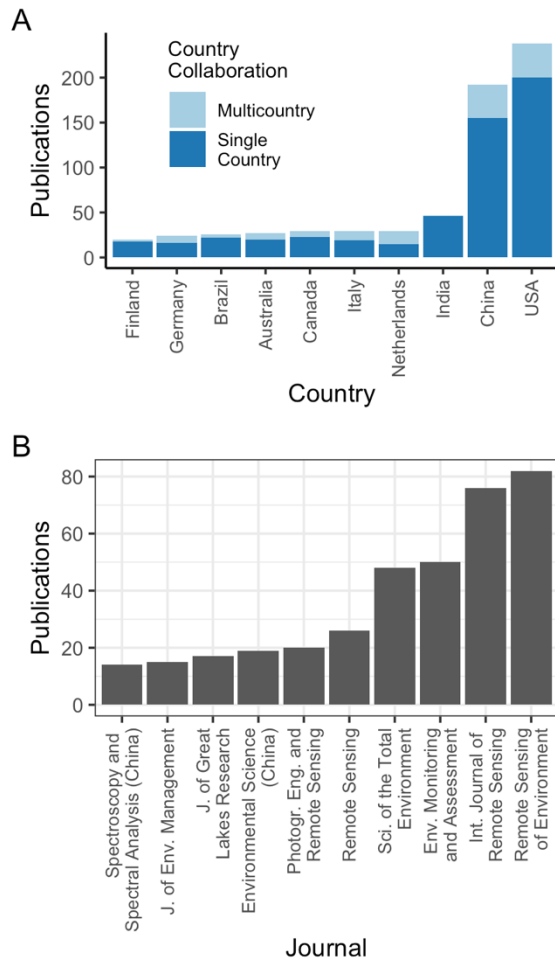 A
Country
Collaboration
Multicountry
Single
Country
Publications
200
150
100
50
0
Finland
Germany
Brazil
Australia
Canada
Italy
Netherlands
India
China
USA
Country
B
Publications
80
60
40
20
0
Spectroscopy and
Spectral Analysis (China)
J. of Env. Management
J. of Great
Lakes Research
Environmental Science
(China)
Photogr. Eng. and
Remote Sensing
Remote Sensing
Sci. of the Total
Environment
Env. Monitoring
and Assessment
Int. Journal of
Remote Sensing
Remote Sensing
of Environment
Journal